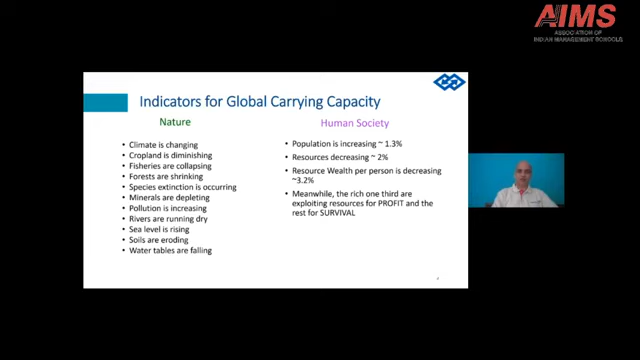 AIMS
ASSOCIATION OF
INDIAN MANAGEMENT SCHOOLS
Indicators for Global Carrying Capacity
Nature
• Climate is changing
• Cropland is diminishing
• Fisheries are collapsing
• Forests are shrinking
• Species extinction is occurring
• Minerals are depleting
• Pollution is increasing
• Rivers are running dry
• Sea level is rising
• Soils are eroding
• Water tables are falling
Human Society
• Population is increasing ~ 1.3%
• Resources decreasing ~ 2%
• Resource Wealth per person is decreasing
~3.2%
• Meanwhile, the rich one third are
exploiting resources for PROFIT and the
rest for SURVIVAL